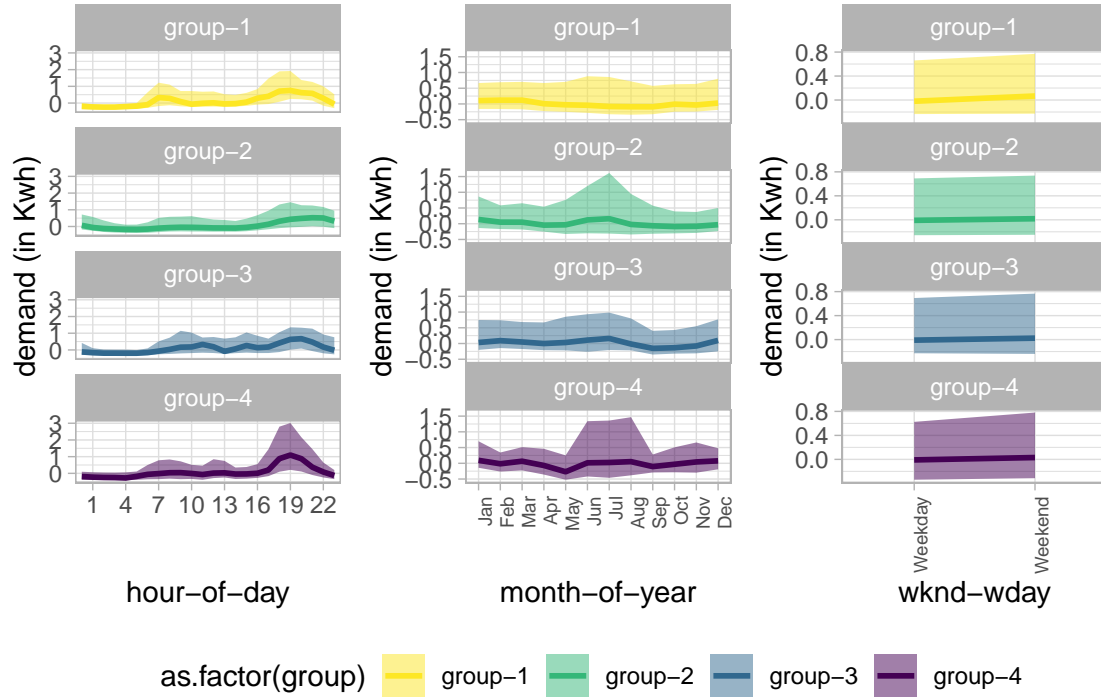 group−1
group−1
group−1
3
2
1
0
1.5
1.0
0.5
0.0
−0.5
0.8
0.4
0.0
group−2
group−2
group−2
3
2
1
0
1.5
1.0
0.5
0.0
−0.5
0.8
0.4
0.0
group−3
group−3
group−3
3
2
1
0
1.5
1.0
0.5
0.0
−0.5
0.8
0.4
0.0
group−4
group−4
group−4
3
2
1
0
1.5
1.0
0.5
0.0
−0.5
0.8
0.4
0.0
demand (in Kwh)
demand (in Kwh)
demand (in Kwh)
1 4 7 10 13 16 19 22
Jan
Feb
Mar
Apr
May
Jun
Jul
Aug
Sep
Oct
Nov
Dec
Weekday
Weekend
hour−of−day
month−of−year
wknd−wday
as.factor(group) group−1 group−2 group−3 group−4